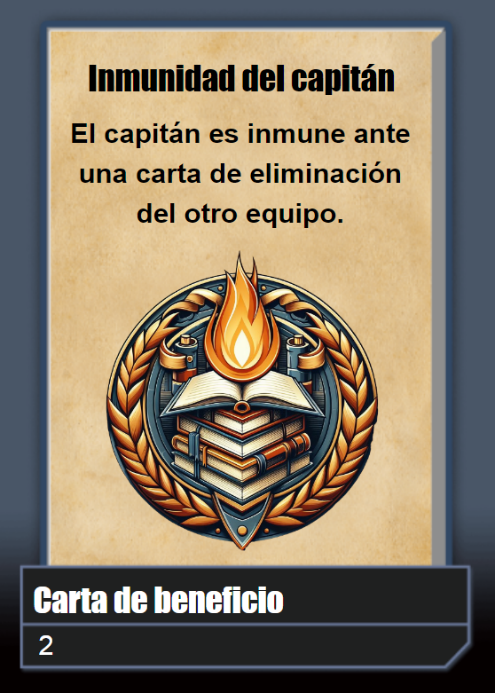 Inmunidad del capitán
El capitán es inmune ante
una carta de eliminación
del otro equipo.
Carta de beneficio
2